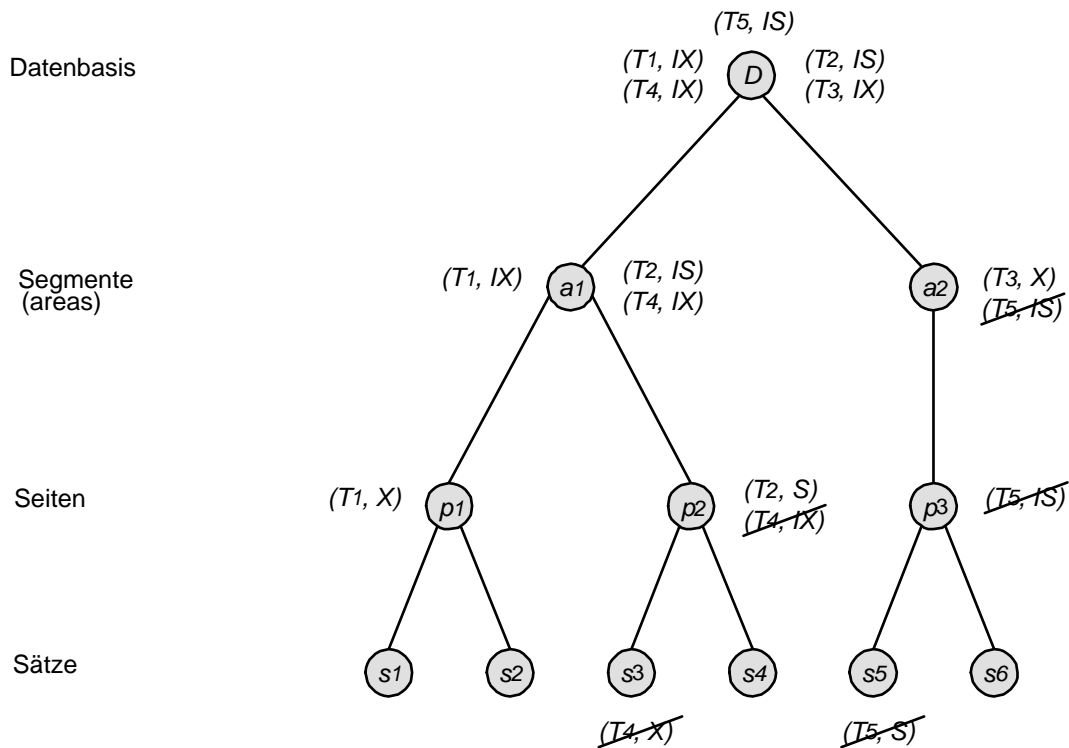 (T5, IS)
Datenbasis (T1, IX) D (T2, IS)
(T4, IX) (T3, IX)
Segmente (T1, IX) a1 (T2, IS) a2 (T3, X)
(areas) (T4, IX) (T5, IS)
Seiten (T1, X) p1 p2 (T2, S) p3 (T5, IS)
(T4, IX)
Sätze s1 s2 s3 s4 s5 s6
(T4, X) (T5, S)